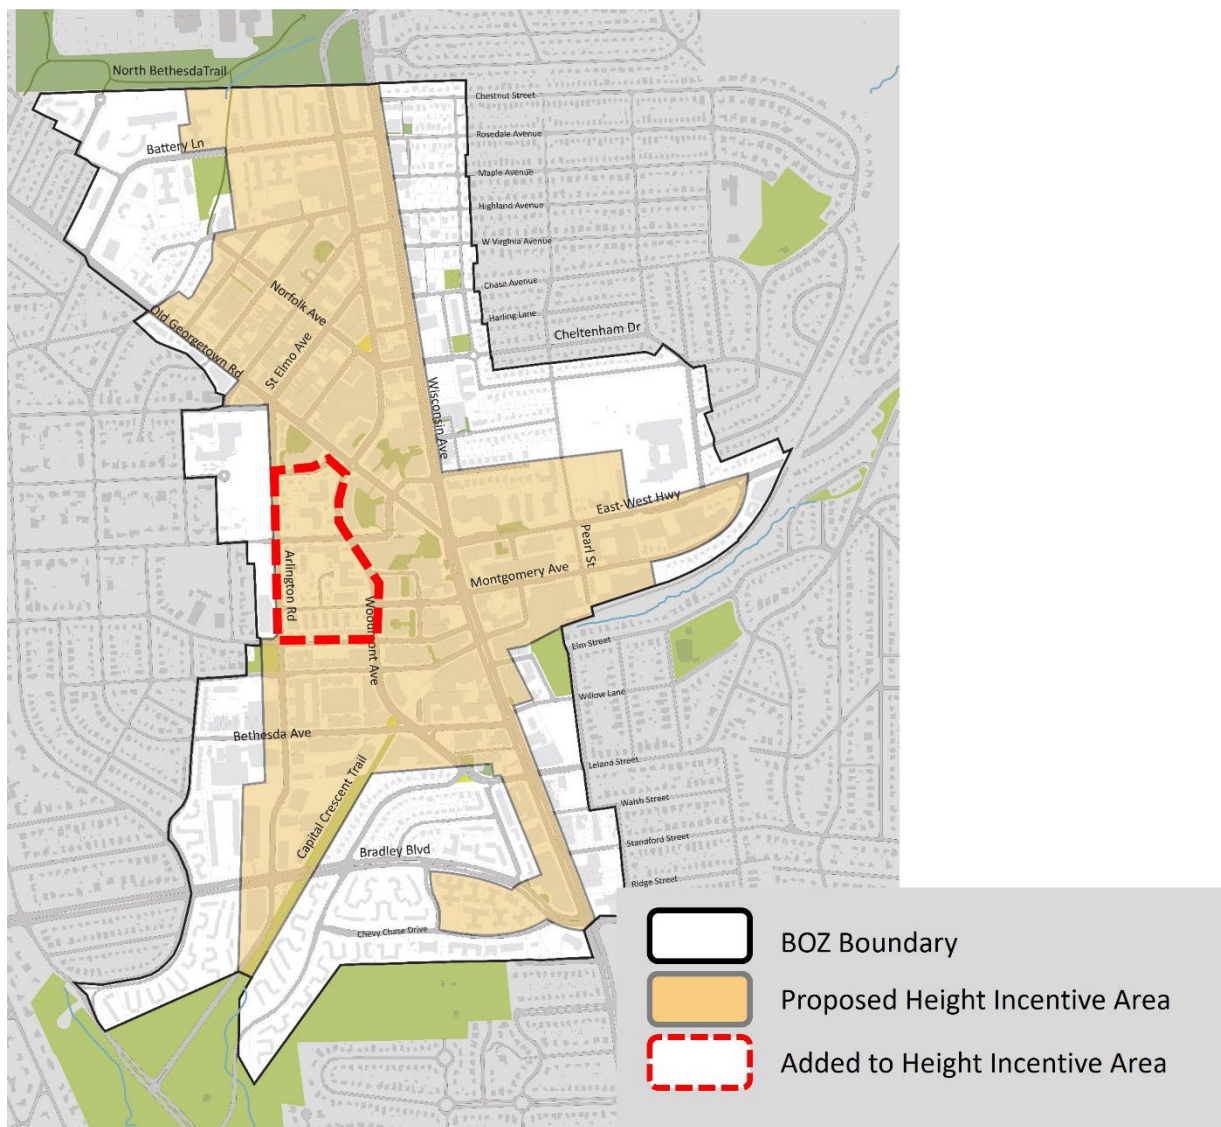 North BethesdaTrail
Chestnut Street
Rosedale Avenue
Battery Ln
Maple Avenue
Highland Avenue
W Virginia Avenue
Chase Avenue
Norfolk Ave
Old Georgetown Rd
Harling Lane
Cheltenham Dr
St Elmo Ave
Wisconsin Ave
East-West Hwy
Pearl St
Montgomery Ave
Arlington Rd
Woodmont Ave
Elm Street
Willow Lane
Bethesda Ave
Leland Street
Capital Crescent Trail
Walsh Street
Standford Street
Bradley Blvd
Ridge Street
Chevy Chase Drive
BOZ Boundary
Proposed Height Incentive Area
Added to Height Incentive Area